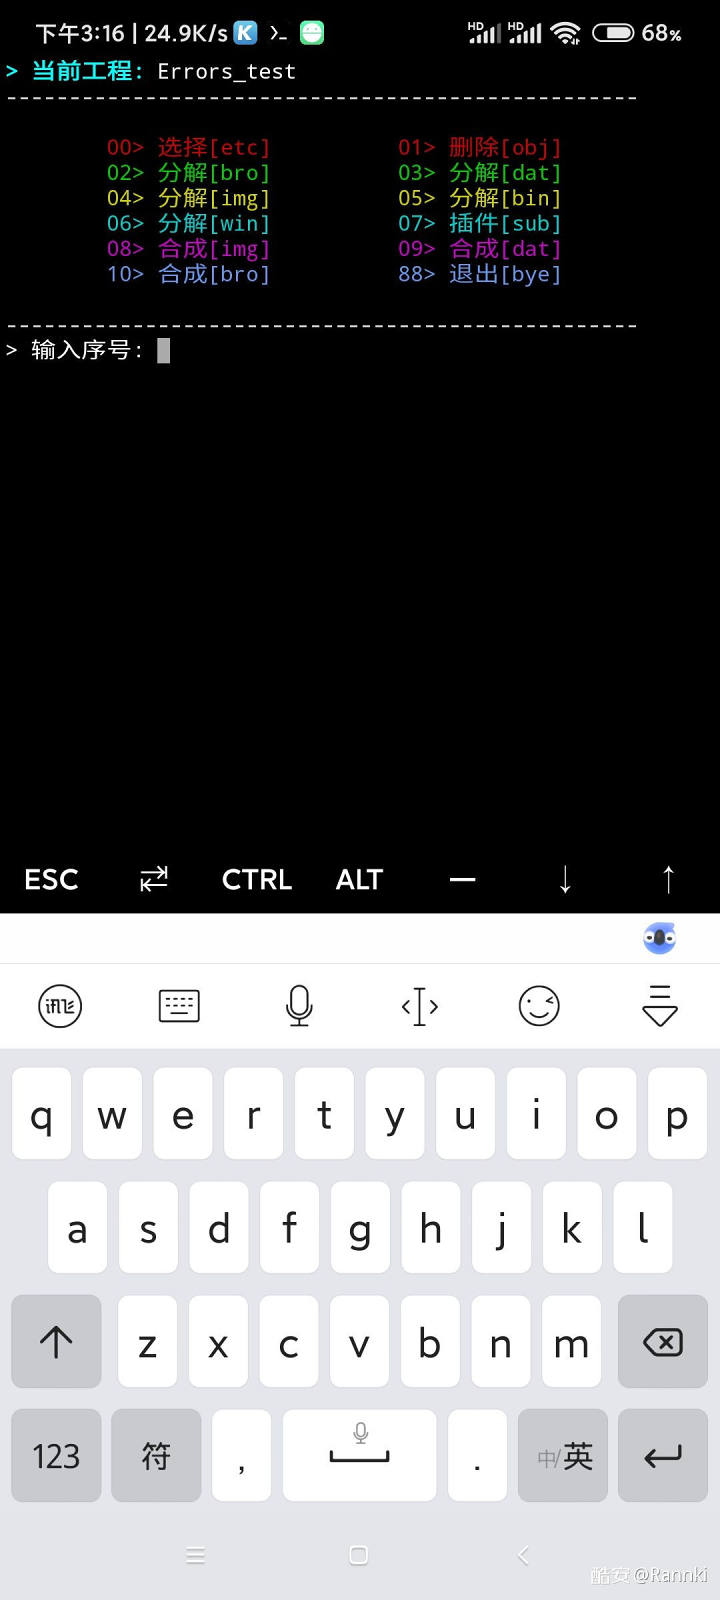 下午3:16 | 24.9K/s K >_ HD HD 68%
> 当前工程: Errors_test
--------------------------------------------------
00> 选择[etc] 01> 删除[obj]
02> 分解[bro] 03> 分解[dat]
04> 分解[img] 05> 分解[bin]
06> 分解[win] 07> 插件[sub]
08> 合成[img] 09> 合成[dat]
10> 合成[bro] 88> 退出[bye]
--------------------------------------------------
> 输入序号:
ESC ⇄ CTRL ALT — ↓ ↑
q w e r t y u i o p
a s d f g h j k l
z x c v b n m
123 符 , . 中/英
酷安 @Rannki